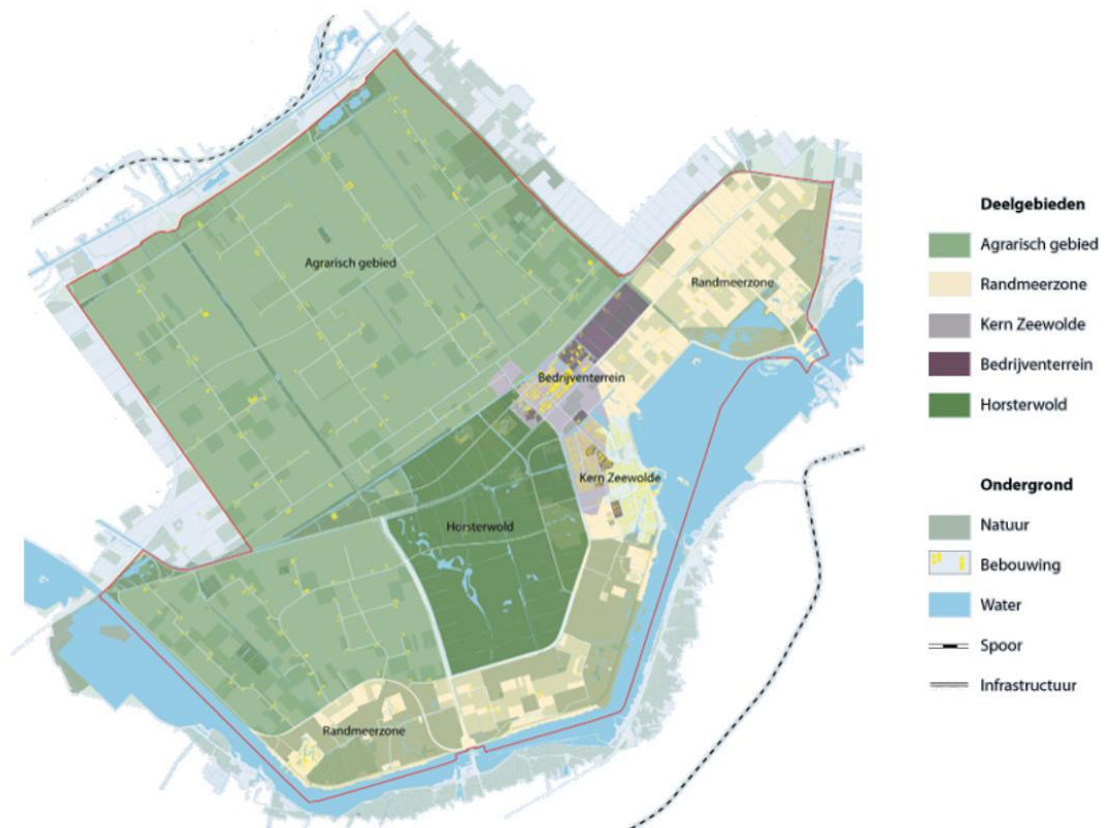 Agrarisch gebied
Randmeerzone
Bedrijventerrein
Kern Zeewolde
Horsterwold
Randmeerzone
Deelgebieden
Agrarisch gebied
Randmeerzone
Kern Zeewolde
Bedrijventerrein
Horsterwold
Ondergrond
Natuur
Bebouwing
Water
Spoor
Infrastructuur